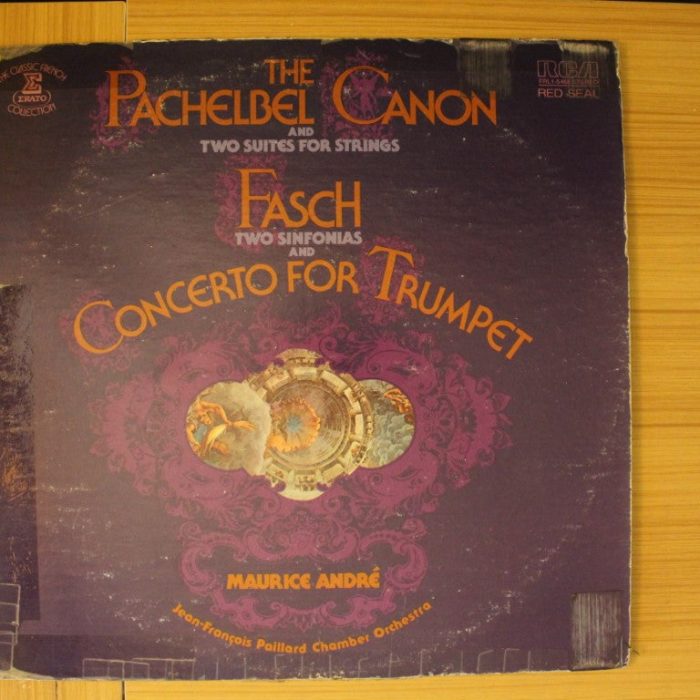 THE CLASSIC FRENCH
ERATO
COLLECTION
RCA
RED SEAL
THE
PACHELBEL CANON
AND
TWO SUITES FOR STRINGS
FASCH
TWO SINFONIAS
AND
CONCERTO FOR TRUMPET
MAURICE ANDRÉ
Jean-François Paillard Chamber Orchestra